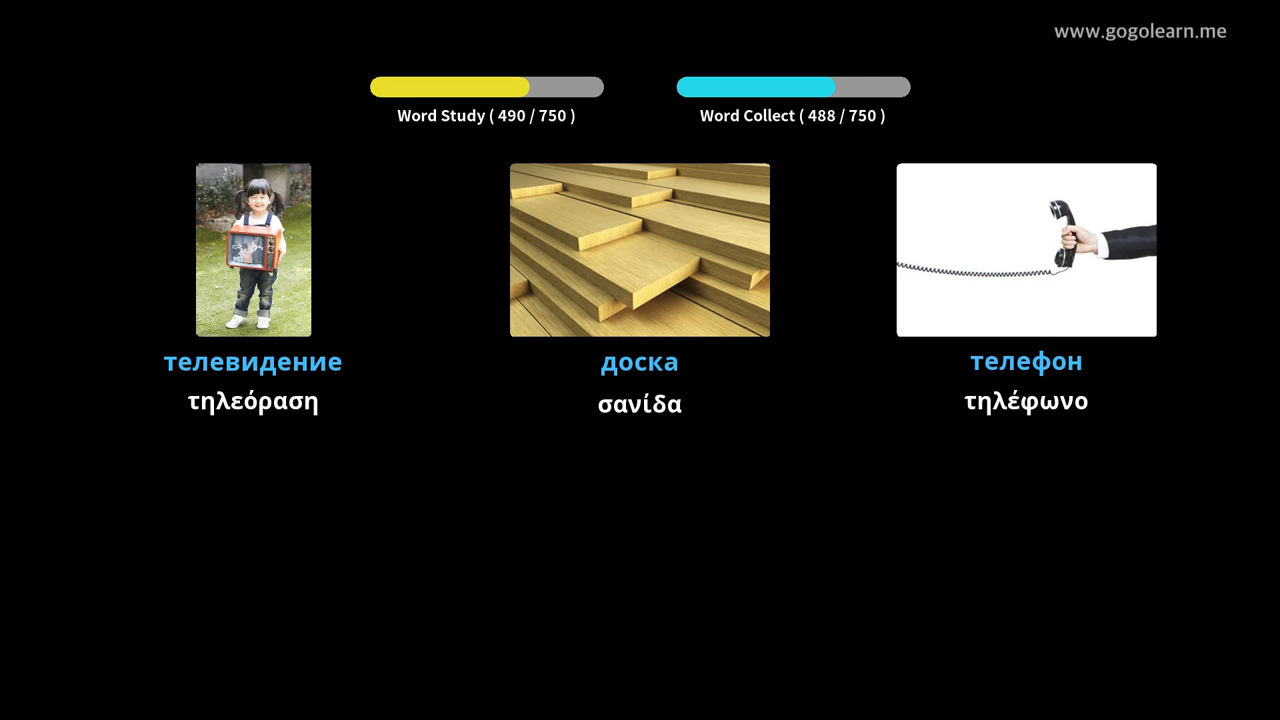 www.gogolearn.me
Word Study ( 490 / 750 )
Word Collect ( 488 / 750 )
телевидение
доска
телефон
τηλεόραση
σανίδα
τηλέφωνο